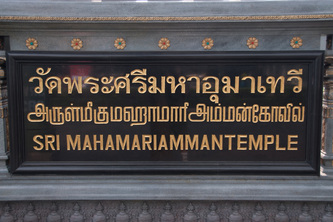 วัดพระศรีมหาอุมาเทวี
அருள்மிகு மஹாமாரீ அம்மன்கோவில்
SRI MAHAMARIAMMANTEMPLE